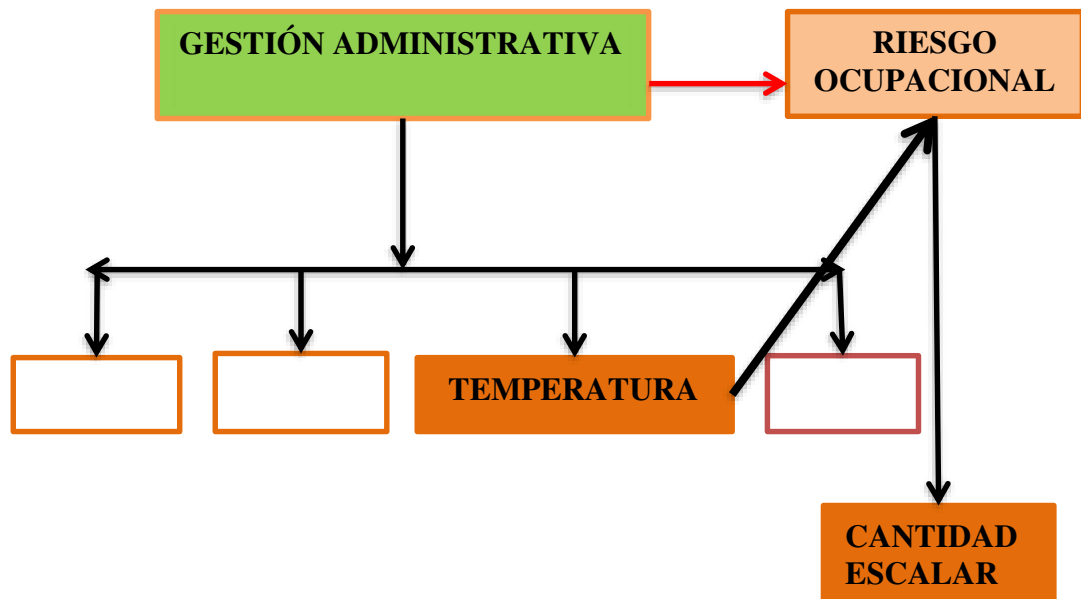 GESTIÓN ADMINISTRATIVA
RIESGO
OCUPACIONAL
TEMPERATURA
CANTIDAD
ESCALAR